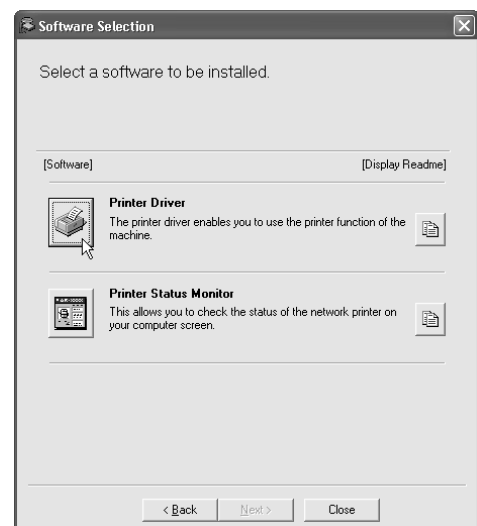 Software Selection
Select a software to be installed.
[Software] [Display Readme]
Printer Driver
The printer driver enables you to use the printer function of the
machine.
Printer Status Monitor
This allows you to check the status of the network printer on
your computer screen.
< Back Next > Close